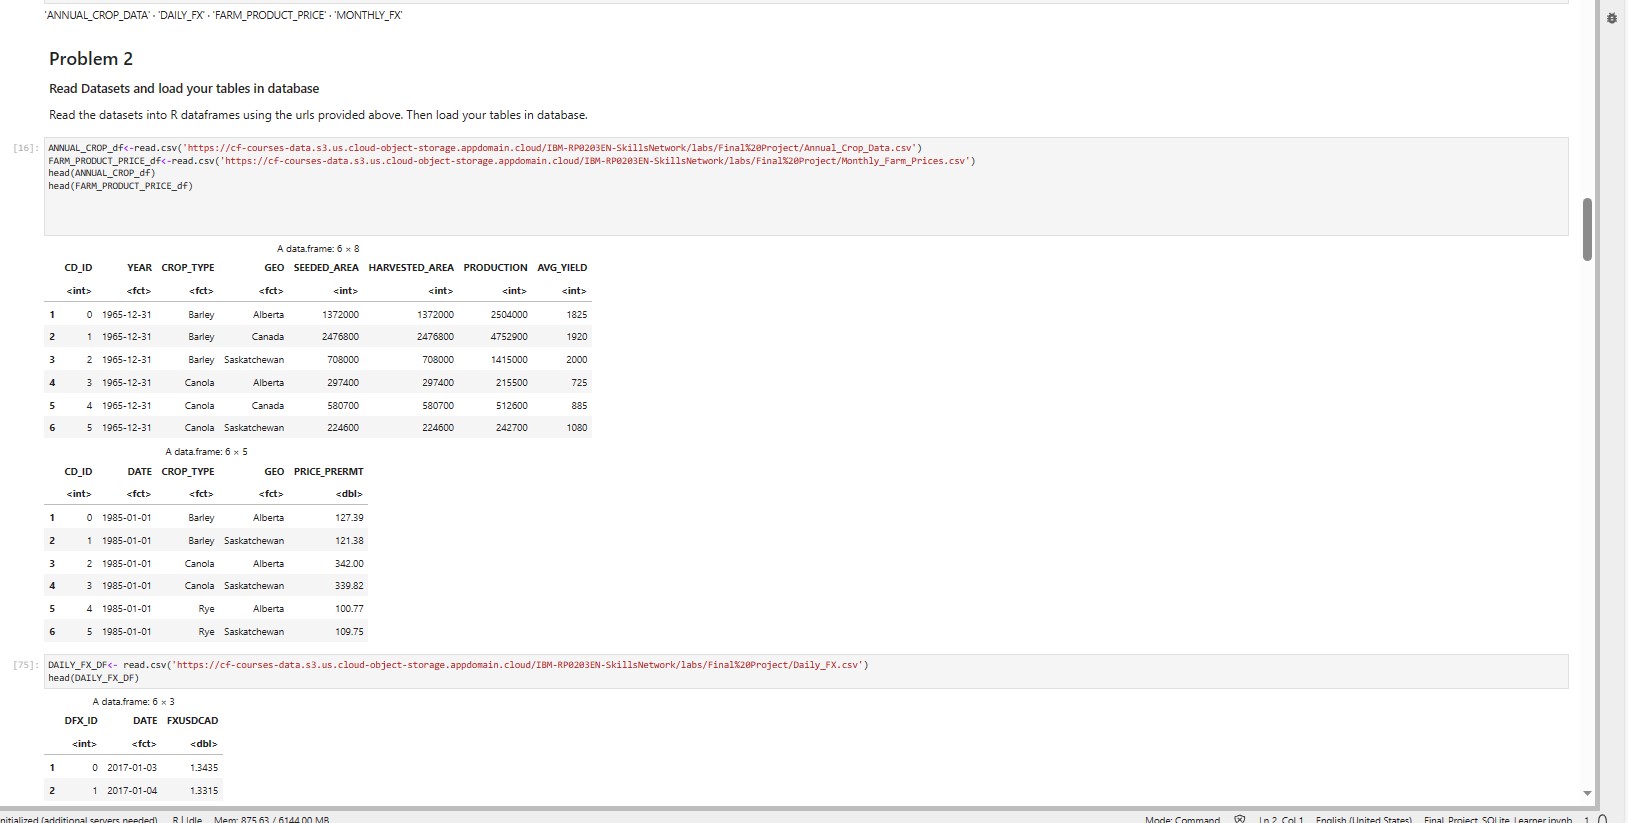 'ANNUAL_CROP_DATA' · 'DAILY_FX' · 'FARM_PRODUCT_PRICE' · 'MONTHLY_FX'
Problem 2
Read Datasets and load your tables in database
Read the datasets into R dataframes using the urls provided above. Then load your tables in database.
[16]: ANNUAL_CROP_df<-read.csv('https://cf-courses-data.s3.us.cloud-object-storage.appdomain.cloud/IBM-RP0203EN-SkillsNetwork/labs/Final%20Project/Annual_Crop_Data.csv')
FARM_PRODUCT_PRICE_df<-read.csv('https://cf-courses-data.s3.us.cloud-object-storage.appdomain.cloud/IBM-RP0203EN-SkillsNetwork/labs/Final%20Project/Monthly_Farm_Prices.csv')
head(ANNUAL_CROP_df)
head(FARM_PRODUCT_PRICE_df)
A data.frame: 6 × 8
CD_ID YEAR CROP_TYPE GEO SEEDED_AREA HARVESTED_AREA PRODUCTION AVG_YIELD
<int> <fct> <fct> <fct> <int> <int> <int> <int>
1 0 1965-12-31 Barley Alberta 1372000 1372000 2504000 1825
2 1 1965-12-31 Barley Canada 2476800 2476800 4752900 1920
3 2 1965-12-31 Barley Saskatchewan 708000 708000 1415000 2000
4 3 1965-12-31 Canola Alberta 297400 297400 215500 725
5 4 1965-12-31 Canola Canada 580700 580700 512600 885
6 5 1965-12-31 Canola Saskatchewan 224600 224600 242700 1080
A data.frame: 6 × 5
CD_ID DATE CROP_TYPE GEO PRICE_PRERMT
<int> <fct> <fct> <fct> <dbl>
1 0 1985-01-01 Barley Alberta 127.39
2 1 1985-01-01 Barley Saskatchewan 121.38
3 2 1985-01-01 Canola Alberta 342.00
4 3 1985-01-01 Canola Saskatchewan 339.82
5 4 1985-01-01 Rye Alberta 100.77
6 5 1985-01-01 Rye Saskatchewan 109.75
[75]: DAILY_FX_DF<- read.csv('https://cf-courses-data.s3.us.cloud-object-storage.appdomain.cloud/IBM-RP0203EN-SkillsNetwork/labs/Final%20Project/Daily_FX.csv')
head(DAILY_FX_DF)
A data.frame: 6 × 3
DFX_ID DATE FXUSDCAD
<int> <fct> <dbl>
1 0 2017-01-03 1.3435
2 1 2017-01-04 1.3315
nitialized (additional servers needed) R | Idle Mem: 875.63 / 6144.00 MB Mode: Command Ln 2, Col 1 English (United States) Final_Project_SQLite_Learner.ipynb 1